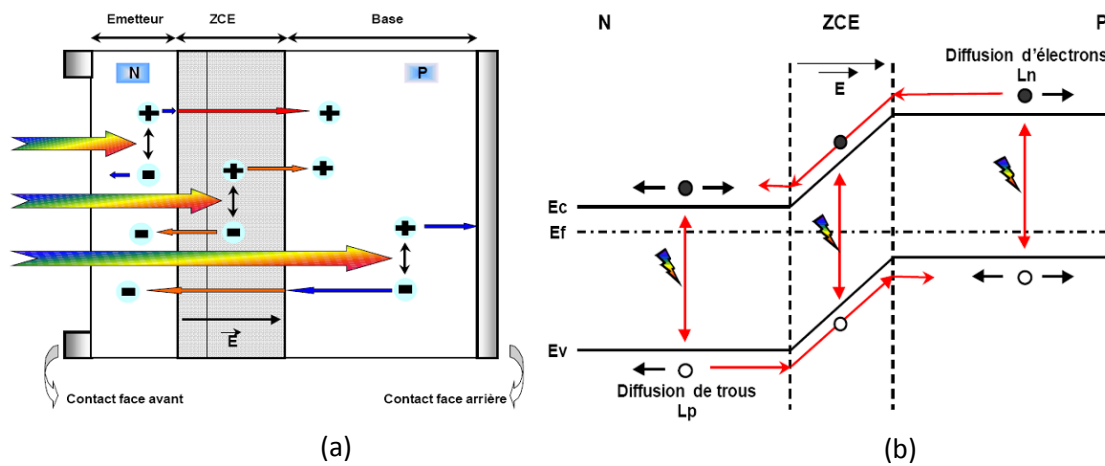 Emetteur ZCE Base
N P
+ +
+ +
- +
- -
- -
E
Contact face avant Contact face arrière
(a)
N ZCE P
E
Diffusion d'électrons
Ln
Ec
Ef
Ev
Diffusion de trous
Lp
(b)